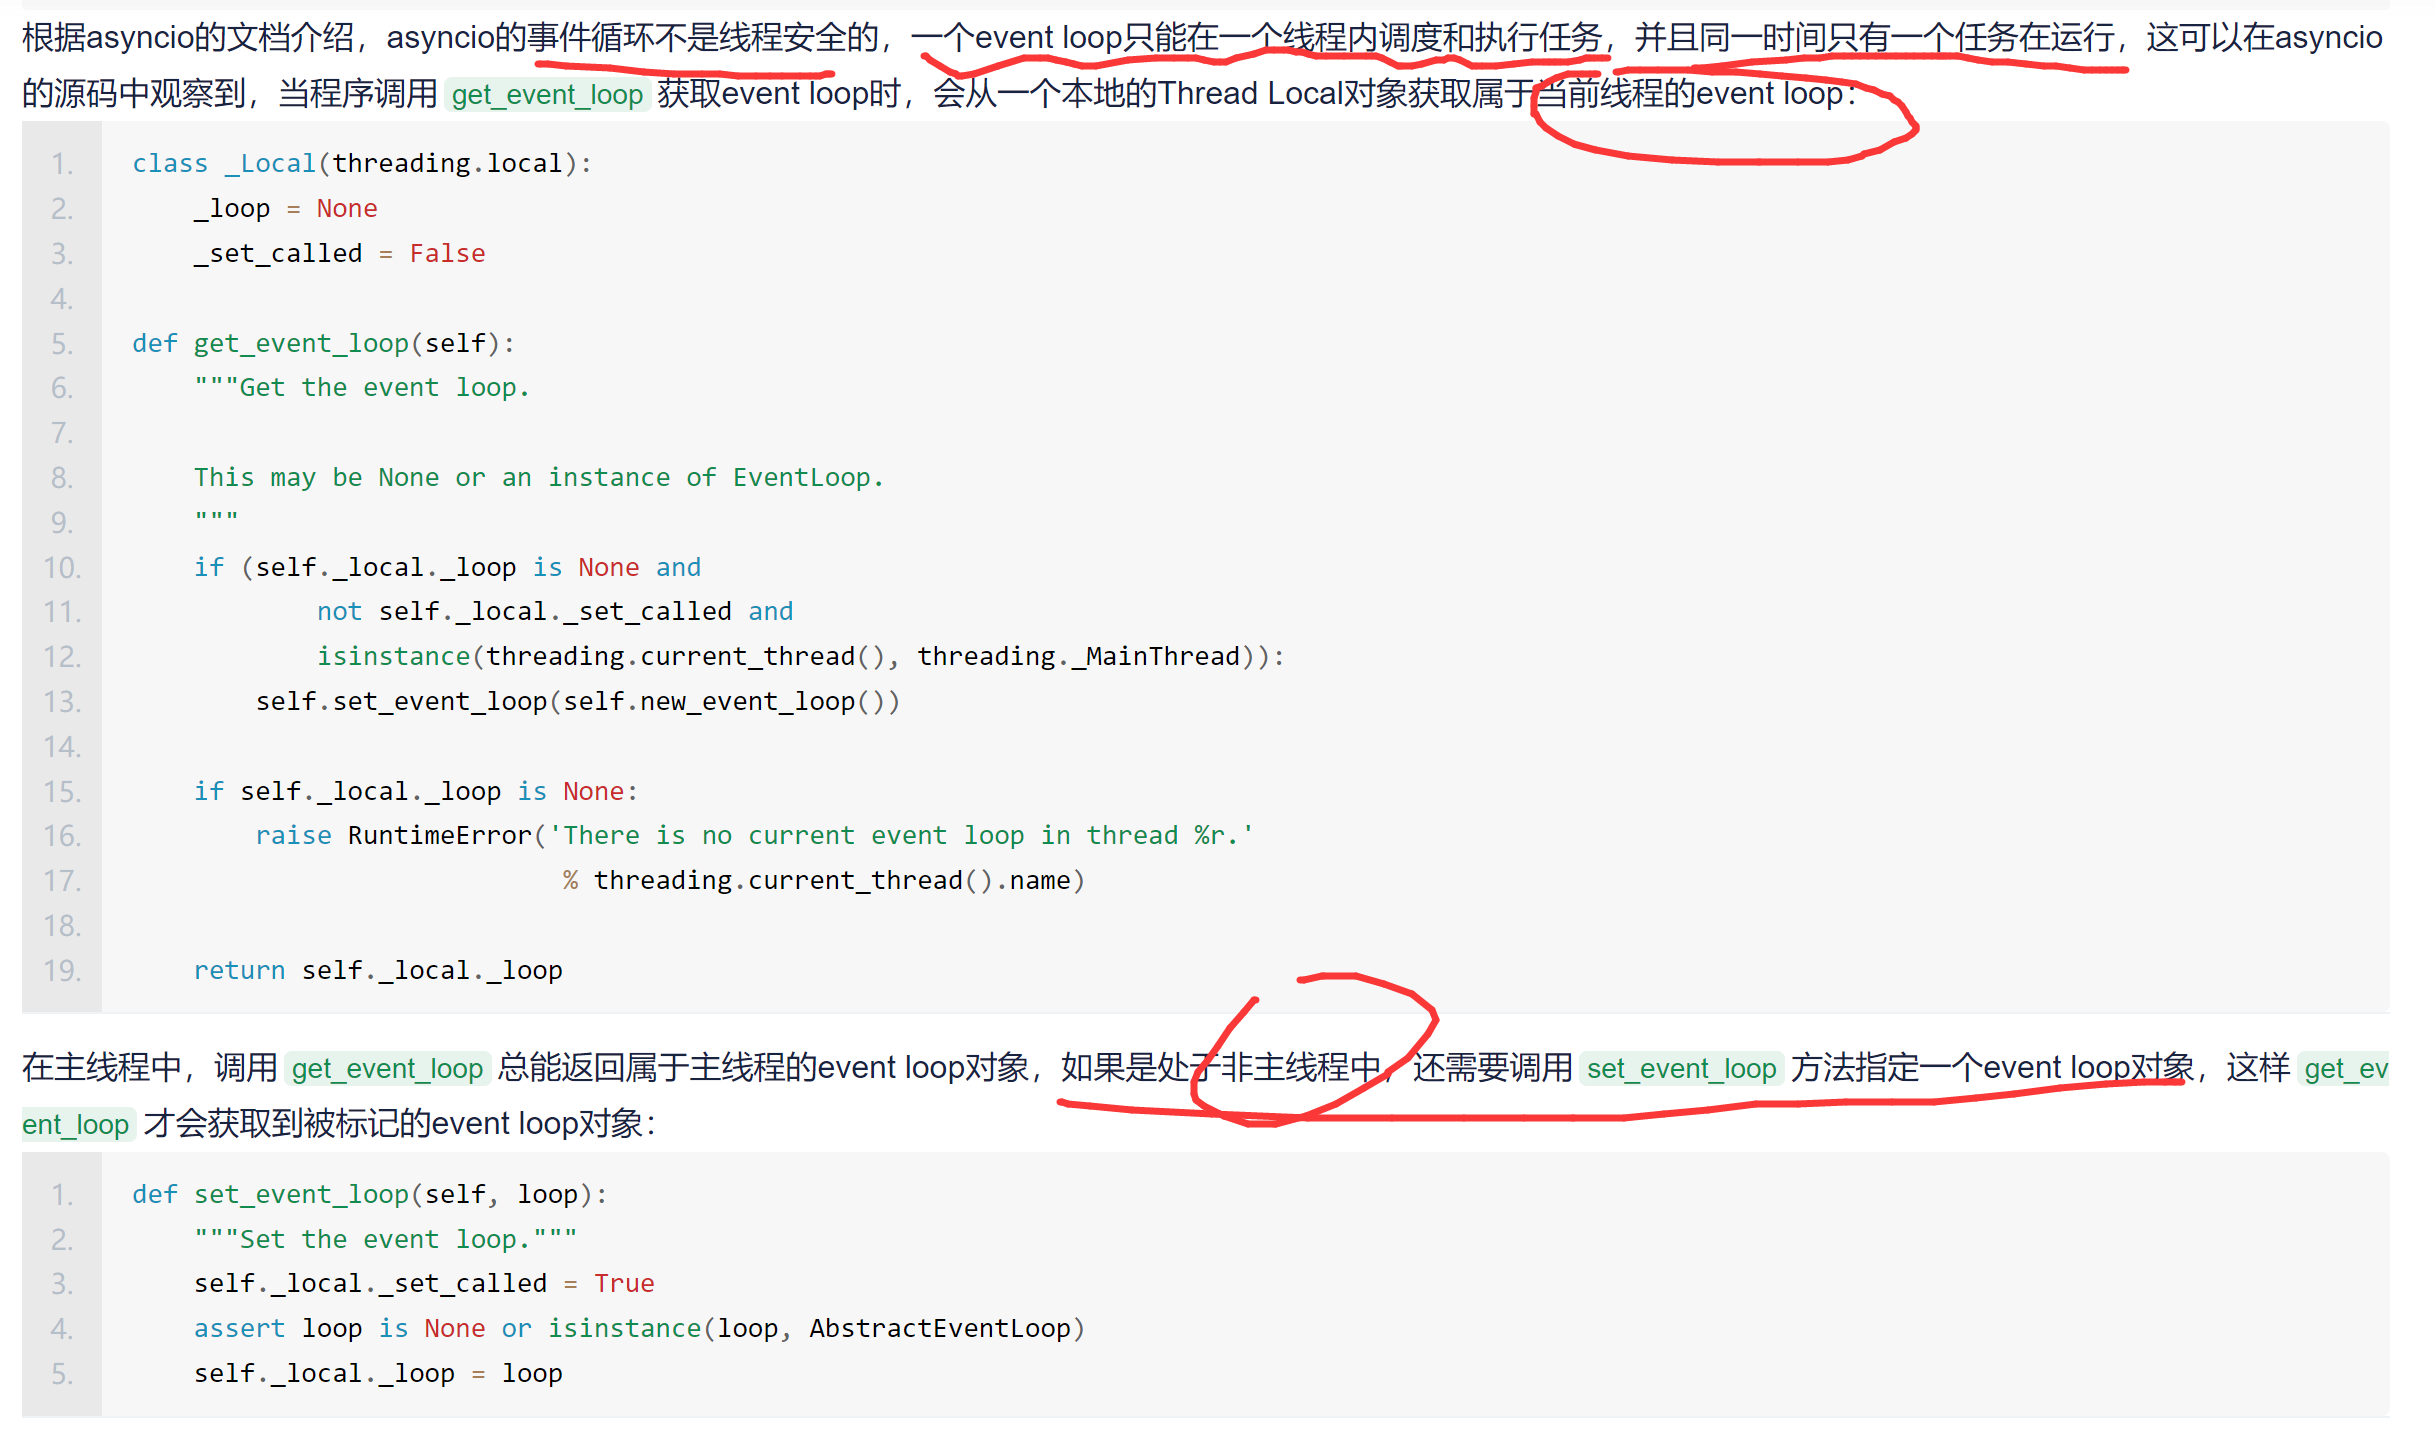 根据asyncio的文档介绍，asyncio的事件循环不是线程安全的，一个event loop只能在一个线程内调度和执行任务，并且同一时间只有一个任务在运行，这可以在asyncio
的源码中观察到，当程序调用 get_event_loop 获取event loop时，会从一个本地的Thread Local对象获取属于当前线程的event loop：
1. class _Local(threading.local):
2.     _loop = None
3.     _set_called = False
4.
5. def get_event_loop(self):
6.     """Get the event loop.
7.
8.     This may be None or an instance of EventLoop.
9.     """
10.     if (self._local._loop is None and
11.             not self._local._set_called and
12.             isinstance(threading.current_thread(), threading._MainThread)):
13.         self.set_event_loop(self.new_event_loop())
14.
15.     if self._local._loop is None:
16.         raise RuntimeError('There is no current event loop in thread %r.'
17.                             % threading.current_thread().name)
18.
19.     return self._local._loop
在主线程中，调用 get_event_loop 总能返回属于主线程的event loop对象，如果是处于非主线程中，还需要调用 set_event_loop 方法指定一个event loop对象，这样 get_ev
ent_loop 才会获取到被标记的event loop对象：
1. def set_event_loop(self, loop):
2.     """Set the event loop."""
3.     self._local._set_called = True
4.     assert loop is None or isinstance(loop, AbstractEventLoop)
5.     self._local._loop = loop